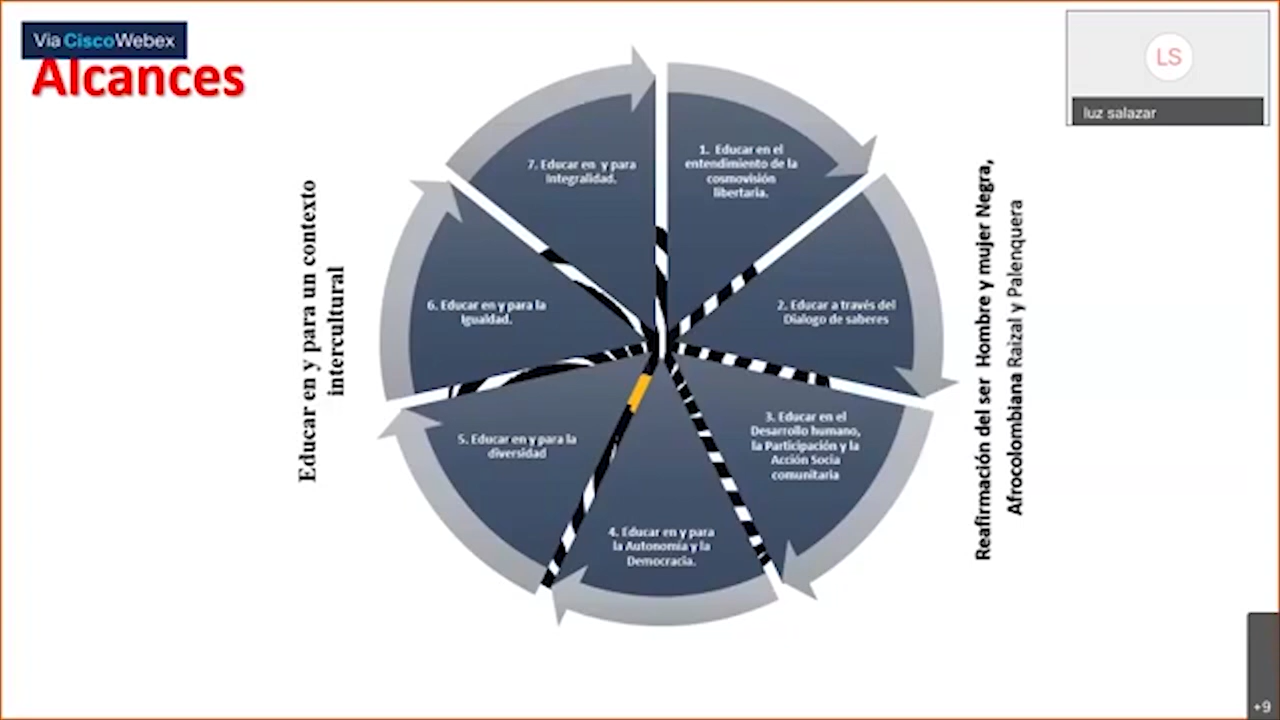 Via Cisco Webex
Alcances
LS
luz salazar
1. Educar en el
entendimiento de la
cosmovisión
libertaria.
2. Educar a través del
Dialogo de saberes
3. Educar en el
Desarrollo humano,
la Participación y la
Acción Socia
comunitaria
4. Educar en y para
la Autonomía y la
Democracia.
5. Educar en y para la
diversidad
6. Educar en y para la
Igualdad.
7. Educar en y para
Integralidad.
Educar en y para un contexto
intercultural
Reafirmación del ser Hombre y mujer Negra,
Afrocolombiana Raizal y Palenquera
+9